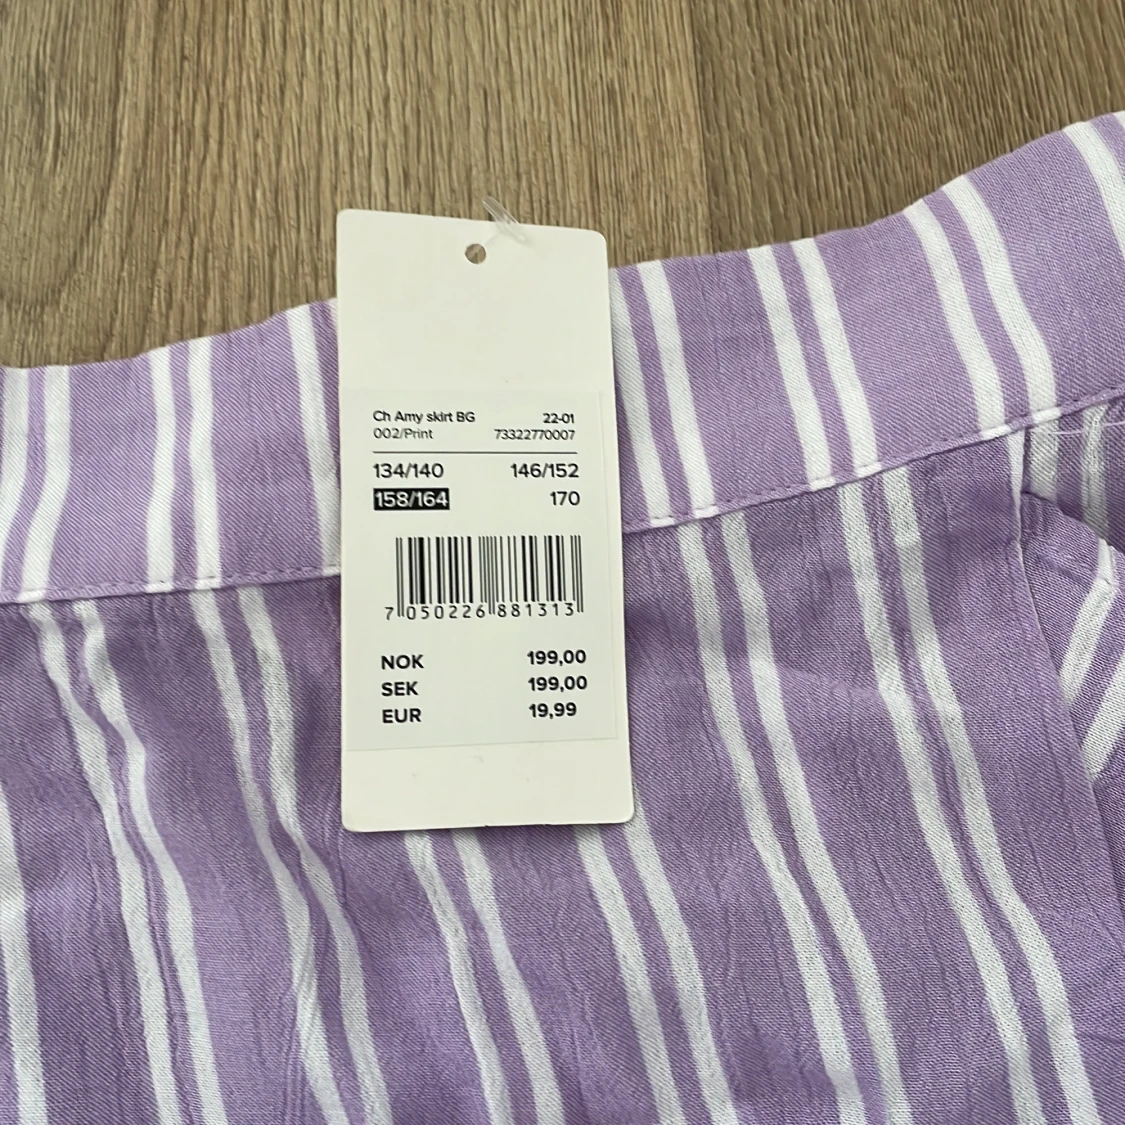 Ch Amy skirt BG 22-01
002/Print 73322770007
134/140 146/152
158/164 170
7 050226 881313
NOK 199,00
SEK 199,00
EUR 19,99